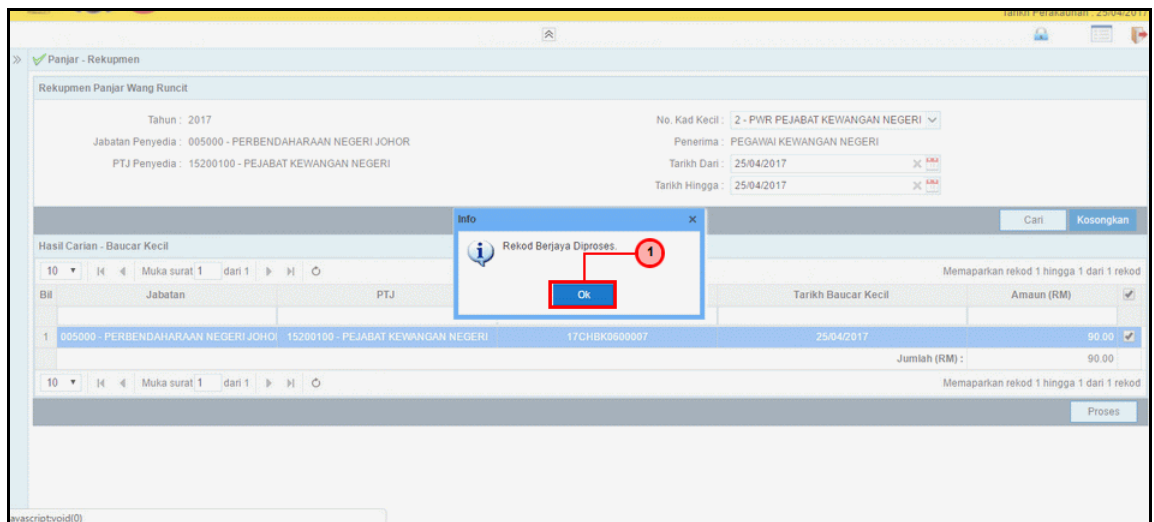 Tarikh Perakaunan : 25/04/2017
Panjar - Rekupmen
Rekupmen Panjar Wang Runcit
Tahun : 2017
No. Kad Kecil : 2 - PWR PEJABAT KEWANGAN NEGERI
Jabatan Penyedia : 005000 - PERBENDAHARAAN NEGERI JOHOR
Penerima : PEGAWAI KEWANGAN NEGERI
PTJ Penyedia : 15200100 - PEJABAT KEWANGAN NEGERI
Tarikh Dari : 25/04/2017
Tarikh Hingga : 25/04/2017
Cari Kosongkan
Info
Rekod Berjaya Diproses.
1
Ok
Hasil Carian - Baucar Kecil
10 Muka surat 1 dari 1 Memaparkan rekod 1 hingga 1 dari 1 rekod
Bil Jabatan PTJ Tarikh Baucar Kecil Amaun (RM)
1 005000 - PERBENDAHARAAN NEGERI JOHO 15200100 - PEJABAT KEWANGAN NEGERI 17CHBK0600007 25/04/2017 90.00
Jumlah (RM) : 90.00
10 Muka surat 1 dari 1 Memaparkan rekod 1 hingga 1 dari 1 rekod
Proses
avascript:void(0)